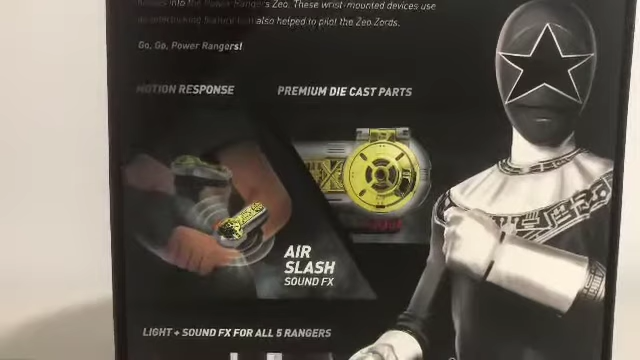 into the Power Rangers Zeo. These wrist-mounted devices use
also helped to pilot the Zeo Zords.
Go, Go, Power Rangers!
MOTION RESPONSE
PREMIUM DIE CAST PARTS
AIR
SLASH
SOUND FX
LIGHT + SOUND FX FOR ALL 5 RANGERS